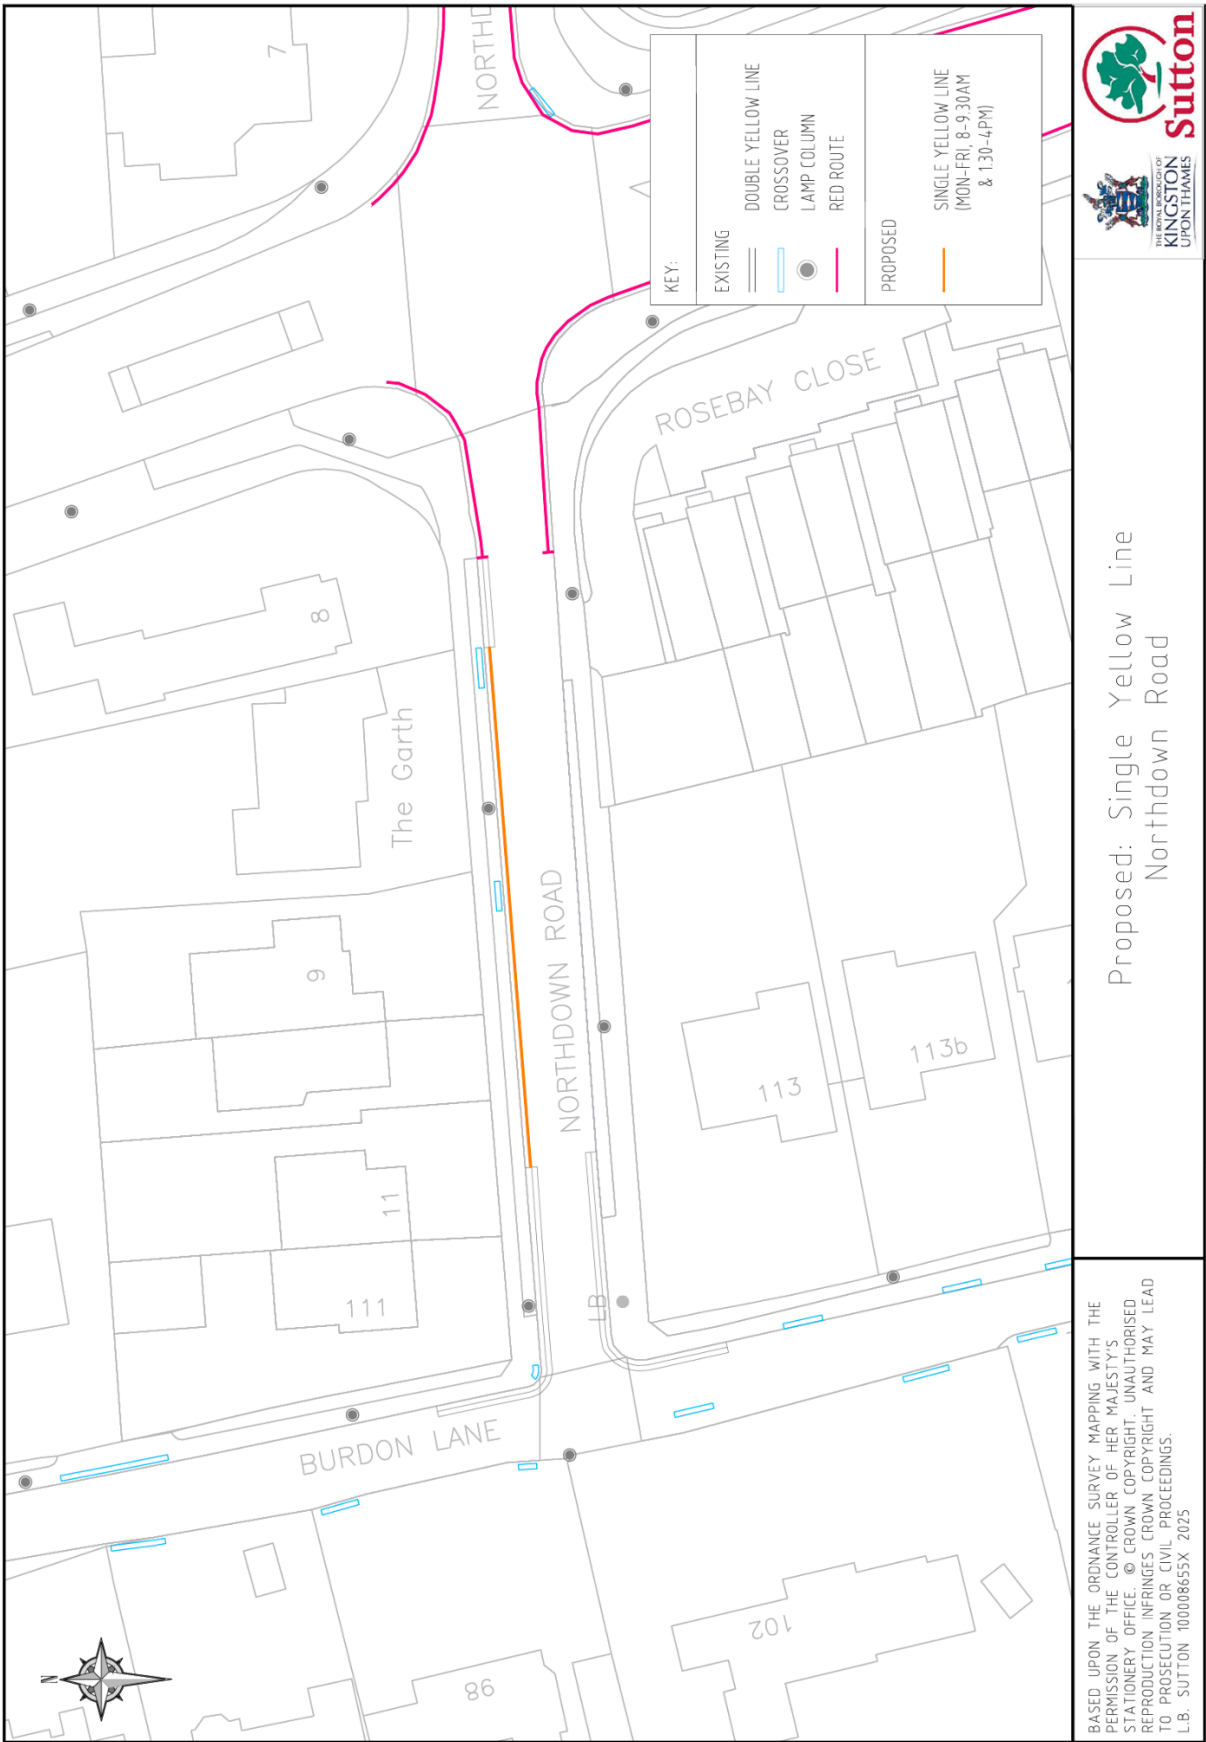 N
7
NORTHD
8
The Garth
9
11
111
NORTHDOWN ROAD
ROSEBAY CLOSE
113
113b
LB
BURDON LANE
98
102
KEY:
EXISTING
DOUBLE YELLOW LINE
CROSSOVER
LAMP COLUMN
RED ROUTE
PROPOSED
SINGLE YELLOW LINE
(MON-FRI, 8-9.30AM
& 1.30-4PM)
BASED UPON THE ORDNANCE SURVEY MAPPING WITH THE
PERMISSION OF THE CONTROLLER OF HER MAJESTY'S
STATIONERY OFFICE. © CROWN COPYRIGHT. UNAUTHORISED
REPRODUCTION INFRINGES CROWN COPYRIGHT AND MAY LEAD
TO PROSECUTION OR CIVIL PROCEEDINGS.
L.B. SUTTON 100008655X 2025
Proposed: Single Yellow Line
Northdown Road
THE ROYAL BOROUGH OF
KINGSTON
UPON THAMES
Sutton